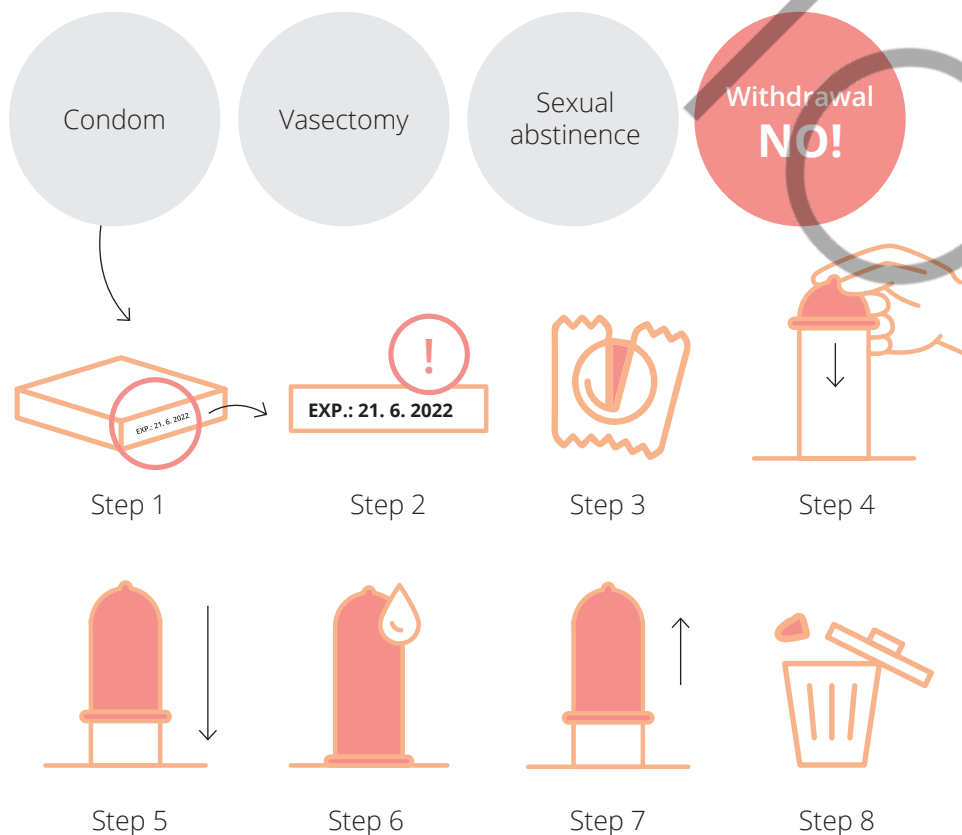 Condom
Vasectomy
Sexual
abstinence
Withdrawal
NO!
EXP.: 21. 6. 2022
EXP.: 21. 6. 2022
!
Step 1
Step 2
Step 3
Step 4
Step 5
Step 6
Step 7
Step 8